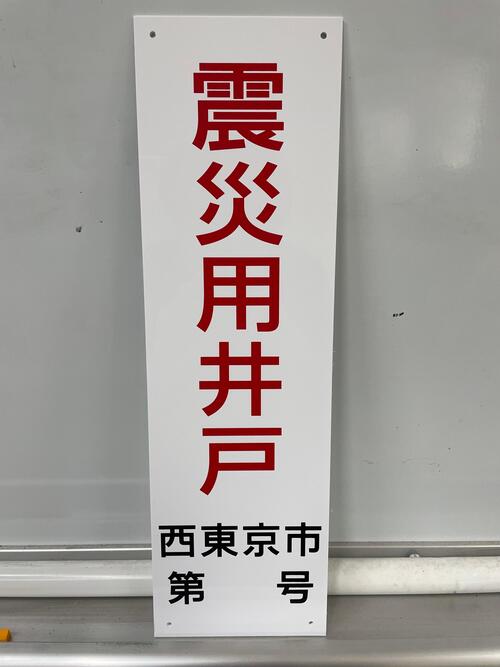 震災用井戸
西東京市
第　　号